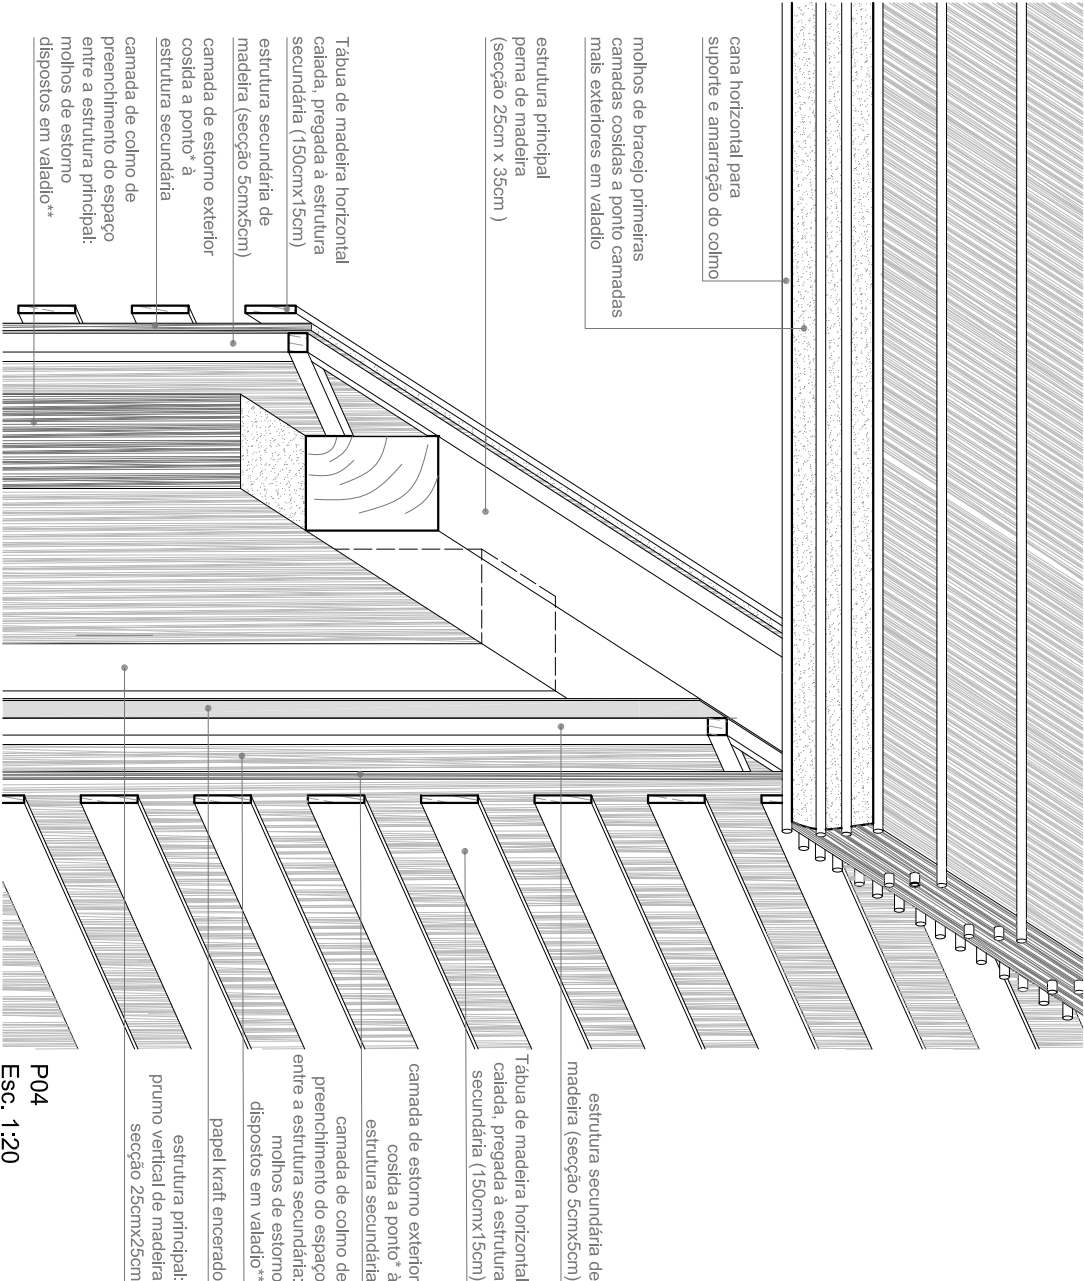 cana horizontal para
suporte e amarração do colmo
molhos de bracejo primeiras
camadas cosidas a ponto camadas
mais exteriores em valadio
estrutura principal
perna de madeira
(secção 25cm x 35cm )
Tábua de madeira horizontal
caiada, pregada à estrutura
secundária (150cmx15cm)
estrutura secundária de
madeira (secção 5cmx5cm)
camada de estorno exterior
cosida a ponto* à
estrutura secundária
camada de colmo de
preenchimento do espaço
entre a estrutura principal:
molhos de estorno
dispostos em valadio**
estrutura secundária de
madeira (secção 5cmx5cm)
Tábua de madeira horizontal
caiada, pregada à estrutura
secundária (150cmx15cm)
camada de estorno exterior
cosida a ponto* à
estrutura secundária
camada de colmo de
preenchimento do espaço
entre a estrutura secundária:
molhos de estorno
dispostos em valadio**
papel kraft encerado
estrutura principal:
prumo vertical de madeira
secção 25cmx25cm
P04
Esc. 1:20